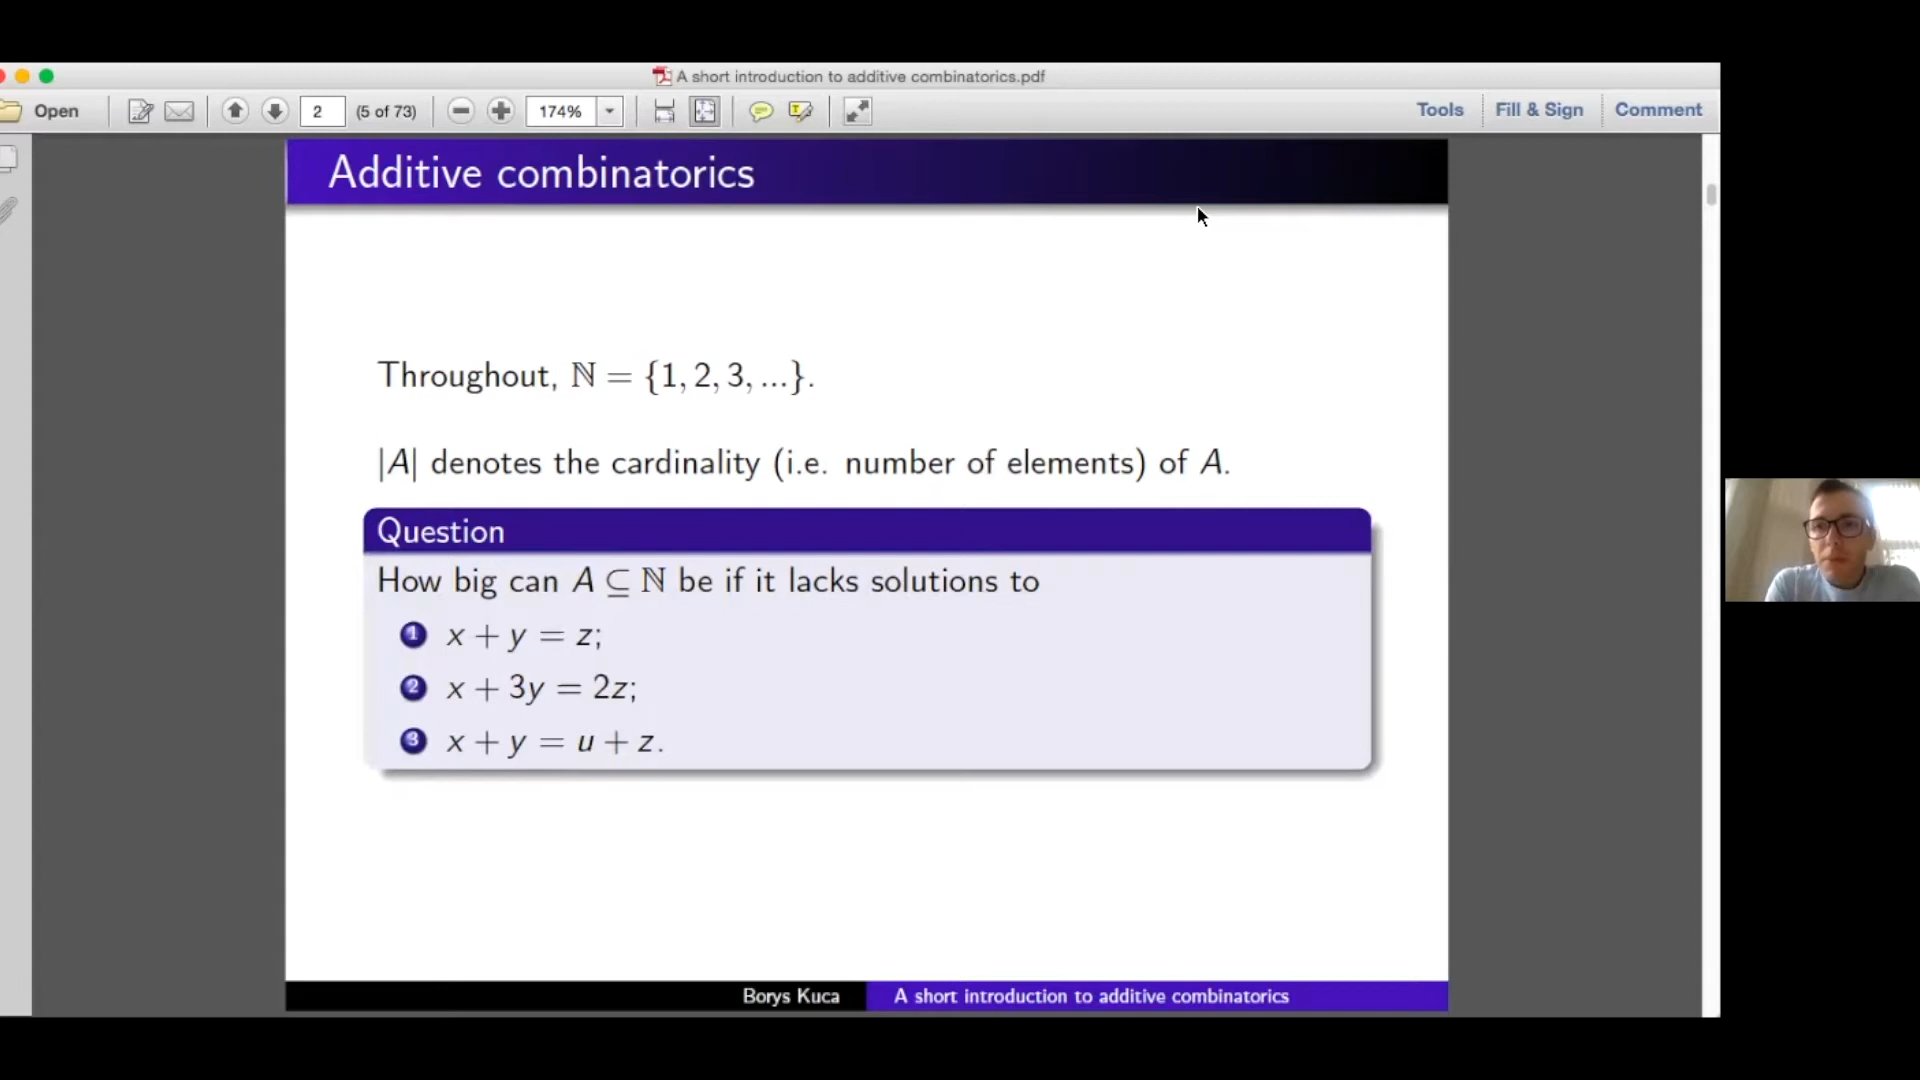 A short introduction to additive combinatorics.pdf
Open 2 (5 of 73) 174% Tools Fill & Sign Comment
Additive combinatorics
Throughout, ℕ = {1, 2, 3, ...}.
|A| denotes the cardinality (i.e. number of elements) of A.
Question
How big can A ⊆ ℕ be if it lacks solutions to
1 x + y = z;
2 x + 3y = 2z;
3 x + y = u + z.
Borys Kuca A short introduction to additive combinatorics